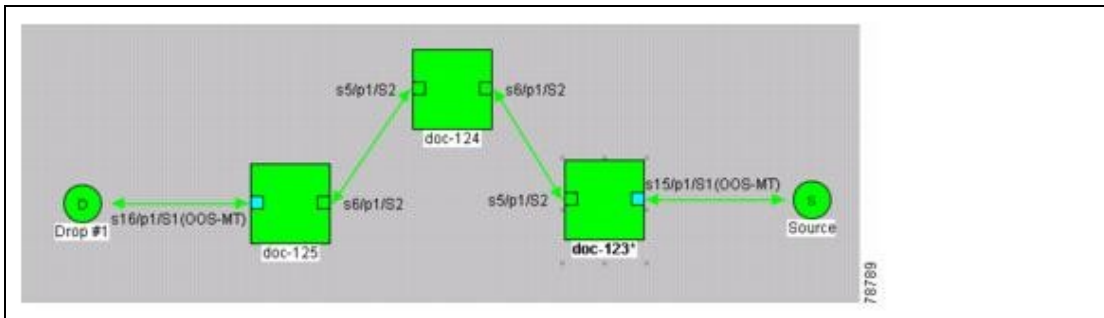 s5/p1/S2
s6/p1/S2
doc-124
D
s16/p1/S1(OOS-MT)
Drop #1
s6/p1/S2
doc-125
s5/p1/S2
s15/p1/S1(OOS-MT)
doc-123*
S
Source
78789